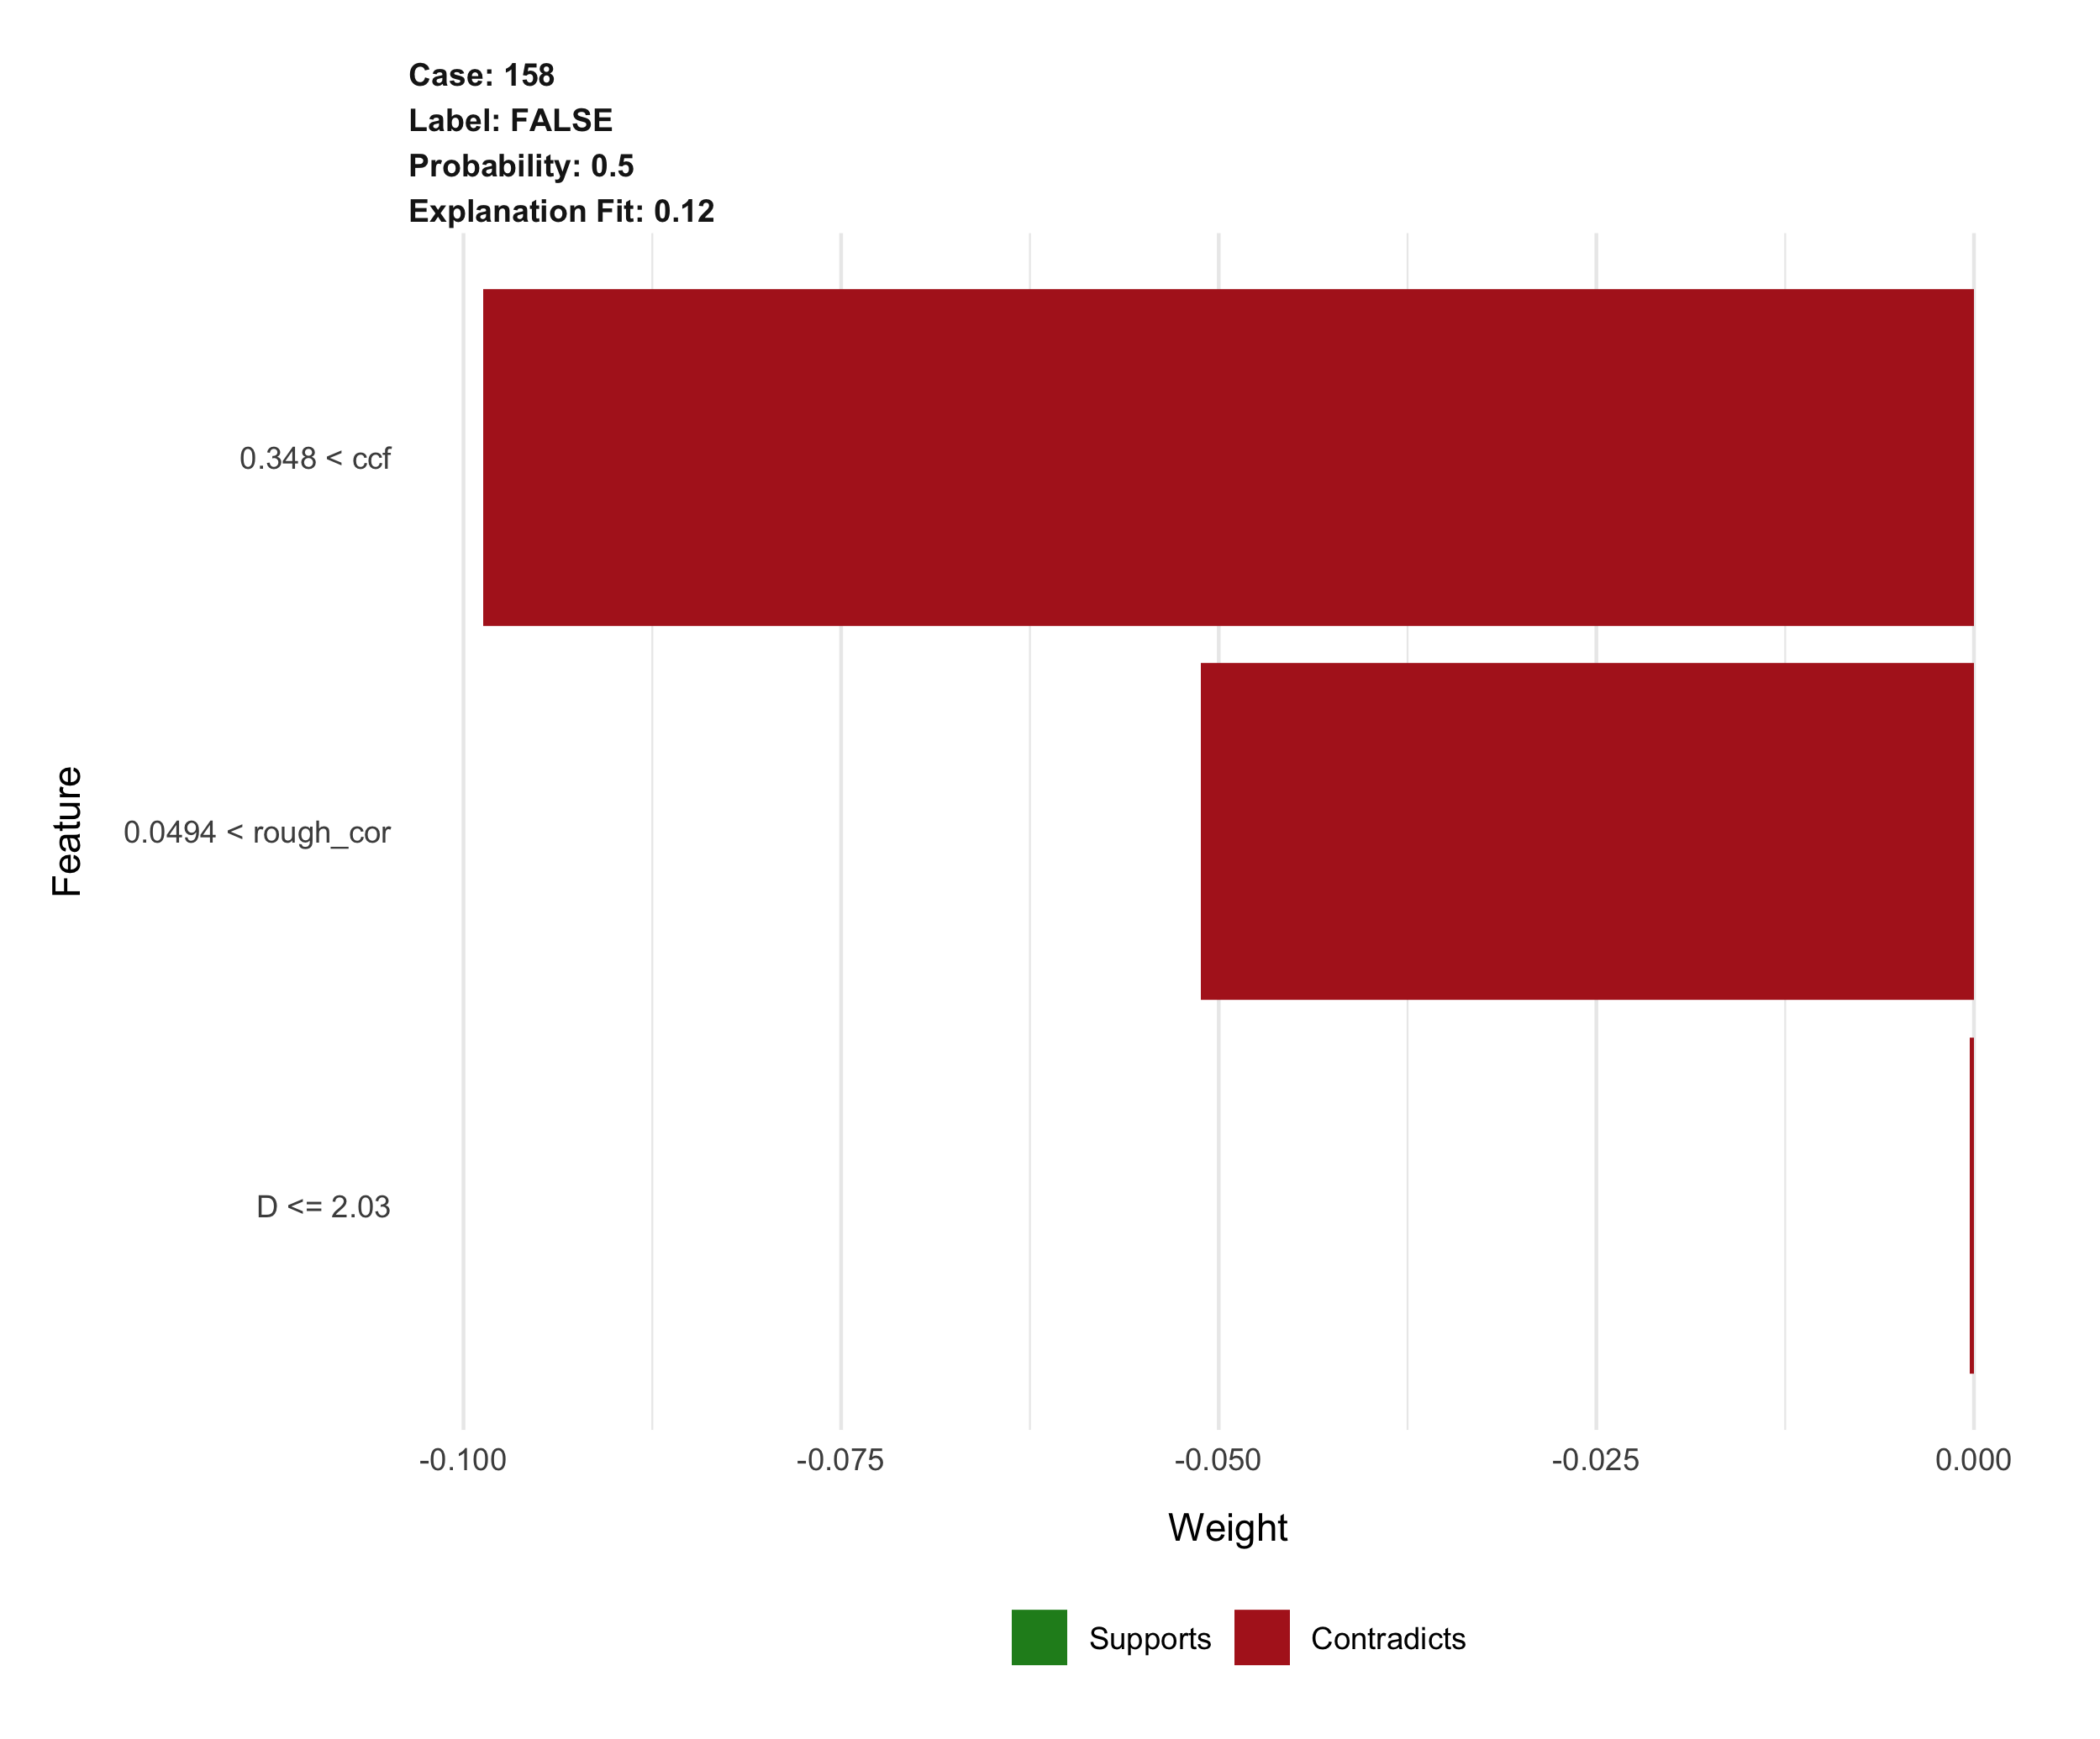 Case: 158
Label: FALSE
Probability: 0.5
Explanation Fit: 0.12
0.348 < ccf
0.0494 < rough_cor
D <= 2.03
Feature
-0.100
-0.075
-0.050
-0.025
0.000
Weight
Supports
Contradicts